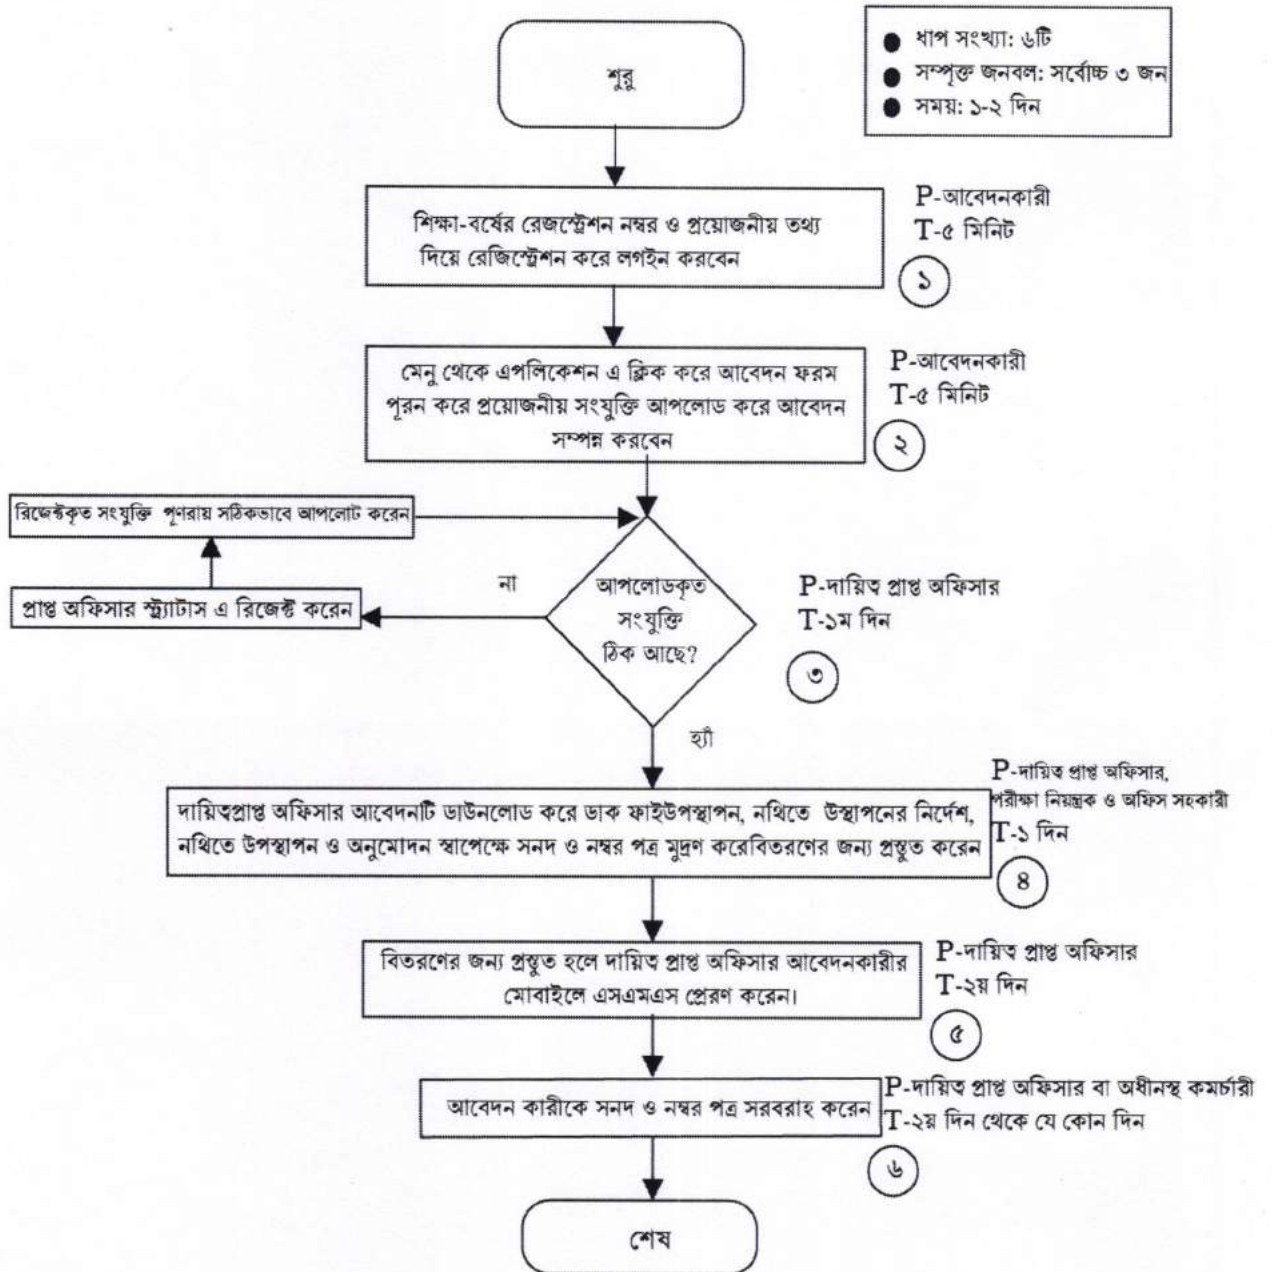 শুরু
● ধাপ সংখ্যা: ৬টি
● সম্পৃক্ত জনবল: সর্বোচ্চ ৩ জন
● সময়: ১-২ দিন
শিক্ষা-বর্ষের রেজস্ট্রেশন নম্বর ও প্রয়োজনীয় তথ্য
দিয়ে রেজিস্ট্রেশন করে লগইন করবেন
P-আবেদনকারী
T-৫ মিনিট
১
মেনু থেকে এপলিকেশন এ ক্লিক করে আবেদন ফরম
পূরন করে প্রয়োজনীয় সংযুক্তি আপলোড করে আবেদন
সম্পন্ন করবেন
P-আবেদনকারী
T-৫ মিনিট
২
রিজেক্টকৃত সংযুক্তি পূণরায় সঠিকভাবে আপলোট করেন
প্রাপ্ত অফিসার স্ট্র্যাটাস এ রিজেক্ট করেন
না
আপলোডকৃত
সংযুক্তি
ঠিক আছে?
P-দায়িত্ব প্রাপ্ত অফিসার
T-১ম দিন
৩
হ্যাঁ
দায়িত্বপ্রাপ্ত অফিসার আবেদনটি ডাউনলোড করে ডাক ফাইউপস্থাপন, নথিতে উস্থাপনের নির্দেশ,
নথিতে উপস্থাপন ও অনুমোদন স্বাপেক্ষে সনদ ও নম্বর পত্র মুদ্রণ করেবিতরণের জন্য প্রস্তুত করেন
P-দায়িত্ব প্রাপ্ত অফিসার,
পরীক্ষা নিয়ন্ত্রক ও অফিস সহকারী
T-১ দিন
৪
বিতরণের জন্য প্রস্তুত হলে দায়িত্ব প্রাপ্ত অফিসার আবেদনকারীর
মোবাইলে এসএমএস প্রেরণ করেন।
P-দায়িত্ব প্রাপ্ত অফিসার
T-২য় দিন
৫
আবেদন কারীকে সনদ ও নম্বর পত্র সরবরাহ করেন
P-দায়িত্ব প্রাপ্ত অফিসার বা অধীনস্থ কমর্চারী
T-২য় দিন থেকে যে কোন দিন
৬
শেষ